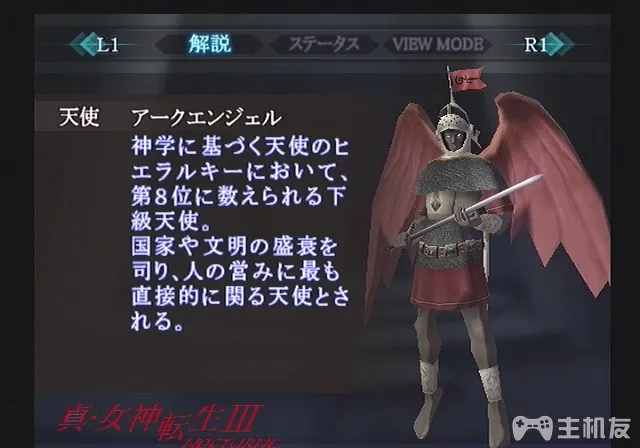 L1 解説 ステータス VIEW MODE R1
天使 アークエンジェル
神学に基づく天使のヒ
エラルキーにおいて、
第8位に数えられる下
級天使。
国家や文明の盛衰を
司り、人の営みに最も
直接的に関る天使とさ
れる。
真・女神転生III
NOCTURNE
主机友